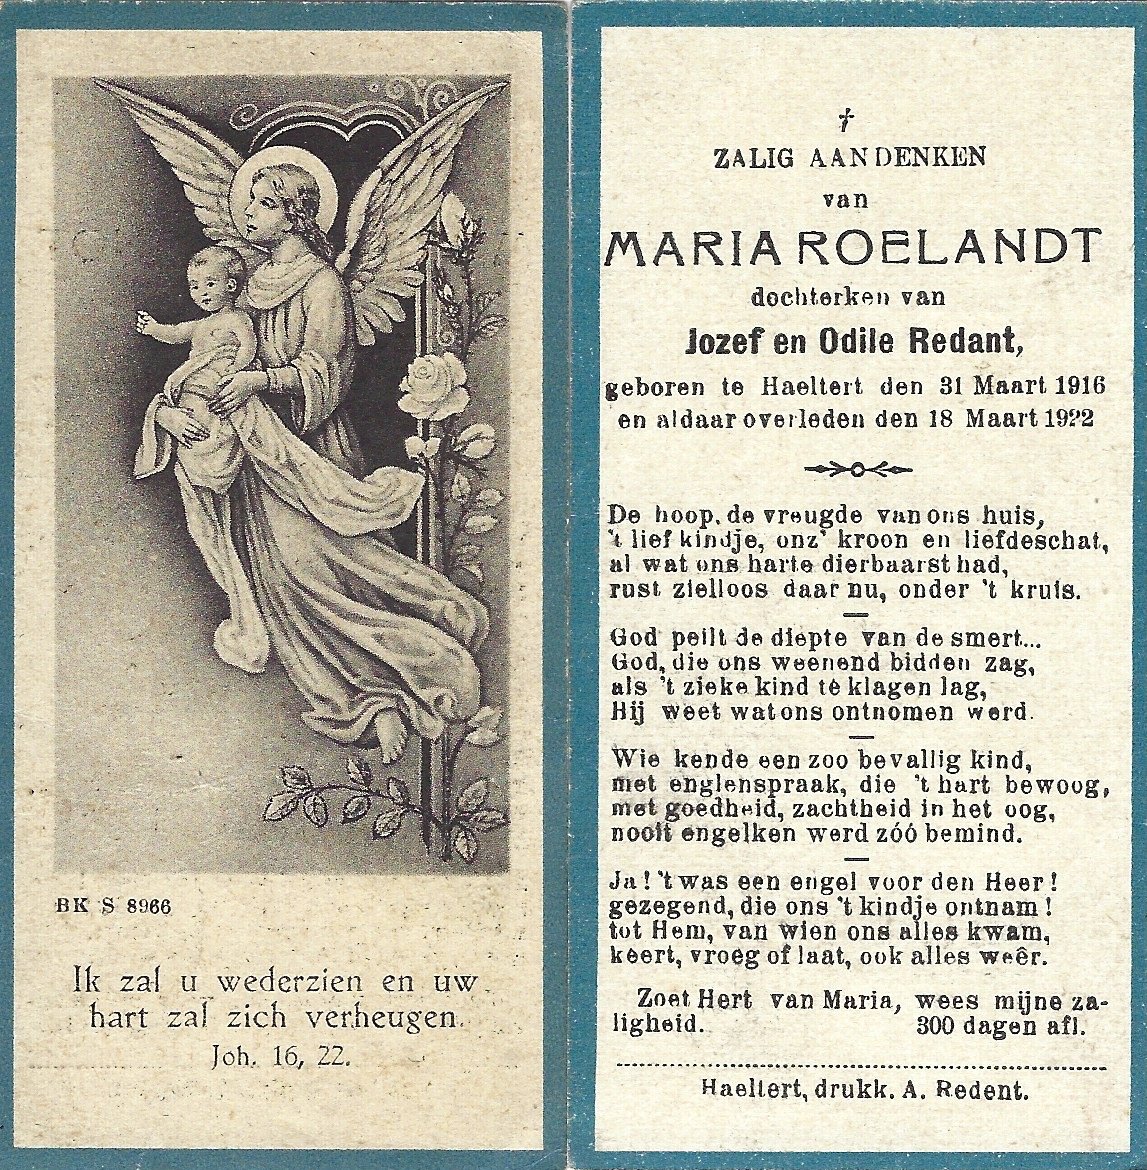 BK S 8966
Ik zal u wederzien en uw
hart zal zich verheugen.
Joh. 16, 22.
†
ZALIG AANDENKEN
van
MARIA ROELANDT
dochterken van
Jozef en Odile Redant,
geboren te Haeltert den 31 Maart 1916
en aldaar overleden den 18 Maart 1922
De hoop, de vreugde van ons huis,
't lief kindje, onz' kroon en liefdeschat,
al wat ons harte dierbaarst had,
rust zielloos daar nu, onder 't kruis.
God peilt de diepte van de smert...
God, die ons weenend bidden zag,
als 't zieke kind te klagen lag,
Hij weet wat ons ontnomen werd.
Wie kende een zoo bevallig kind,
met englenspraak, die 't hart bewoog,
met goedheid, zachtheid in het oog,
nooit engelken werd zóó bemind.
Ja! 't was een engel voor den Heer!
gezegend, die ons 't kindje ontnam!
tot Hem, van wien ons alles kwam,
keert, vroeg of laat, ook alles weêr.
Zoet Hert van Maria, wees mijne za-
ligheid. 300 dagen afl.
Haeltert, drukk. A. Redent.